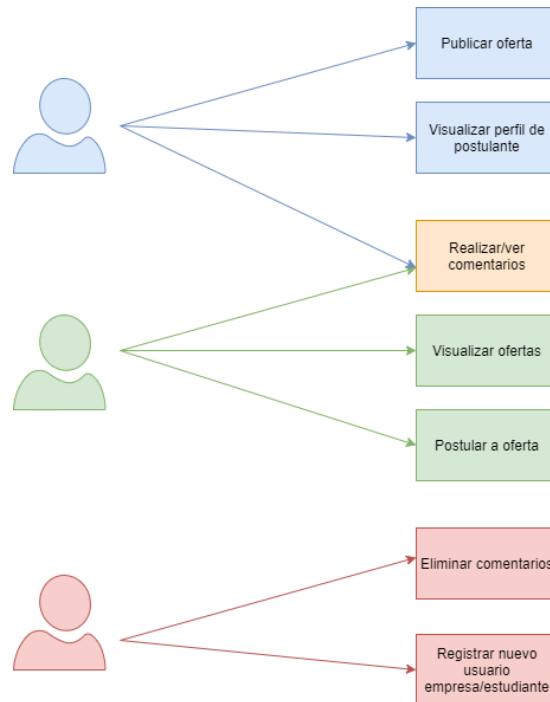 Publicar oferta
Visualizar perfil de
postulante
Realizar/ver
comentarios
Visualizar ofertas
Postular a oferta
Eliminar comentarios
Registrar nuevo
usuario
empresa/estudiante